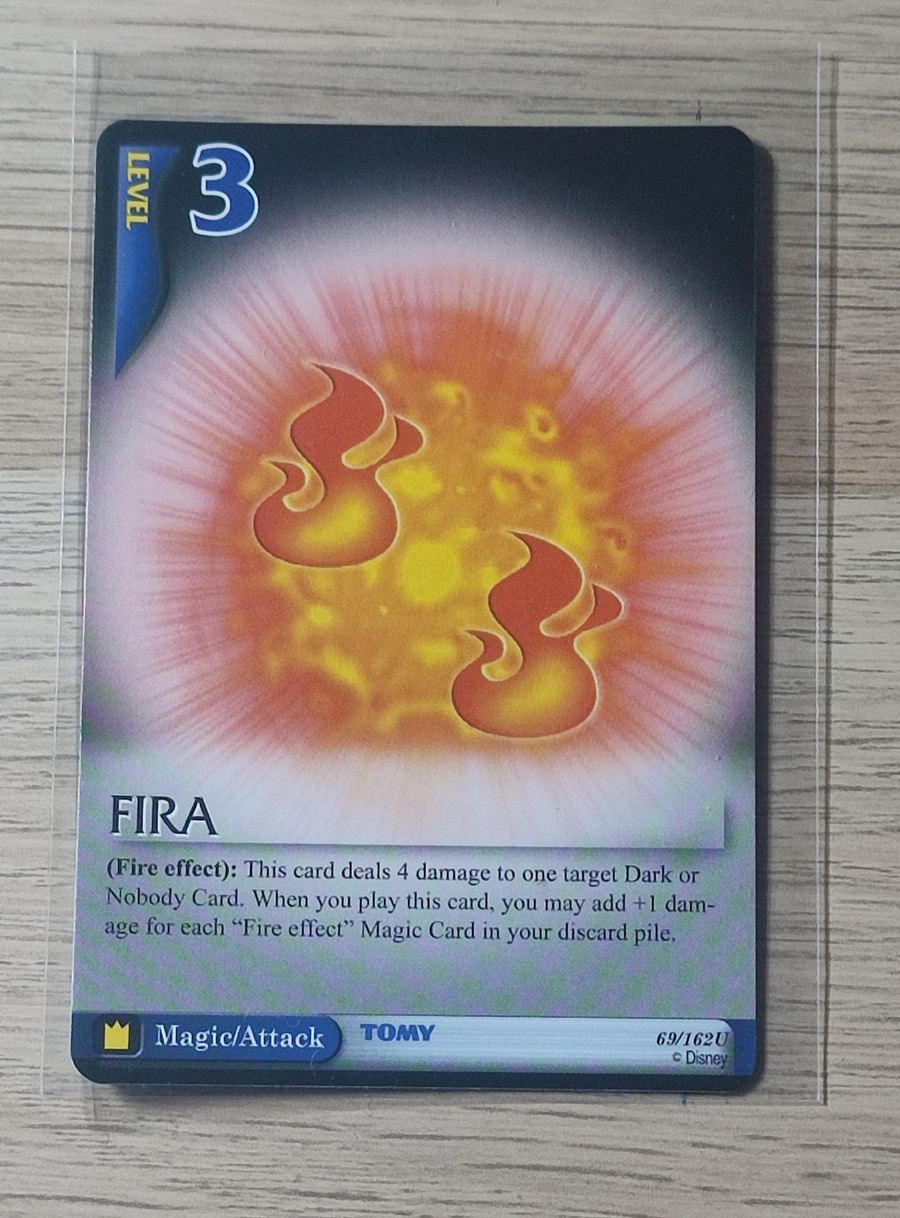 LEVEL
3
FIRA
(Fire effect): This card deals 4 damage to one target Dark or
Nobody Card. When you play this card, you may add +1 dam-
age for each “Fire effect” Magic Card in your discard pile.
Magic/Attack
TOMY
69/162U
© Disney